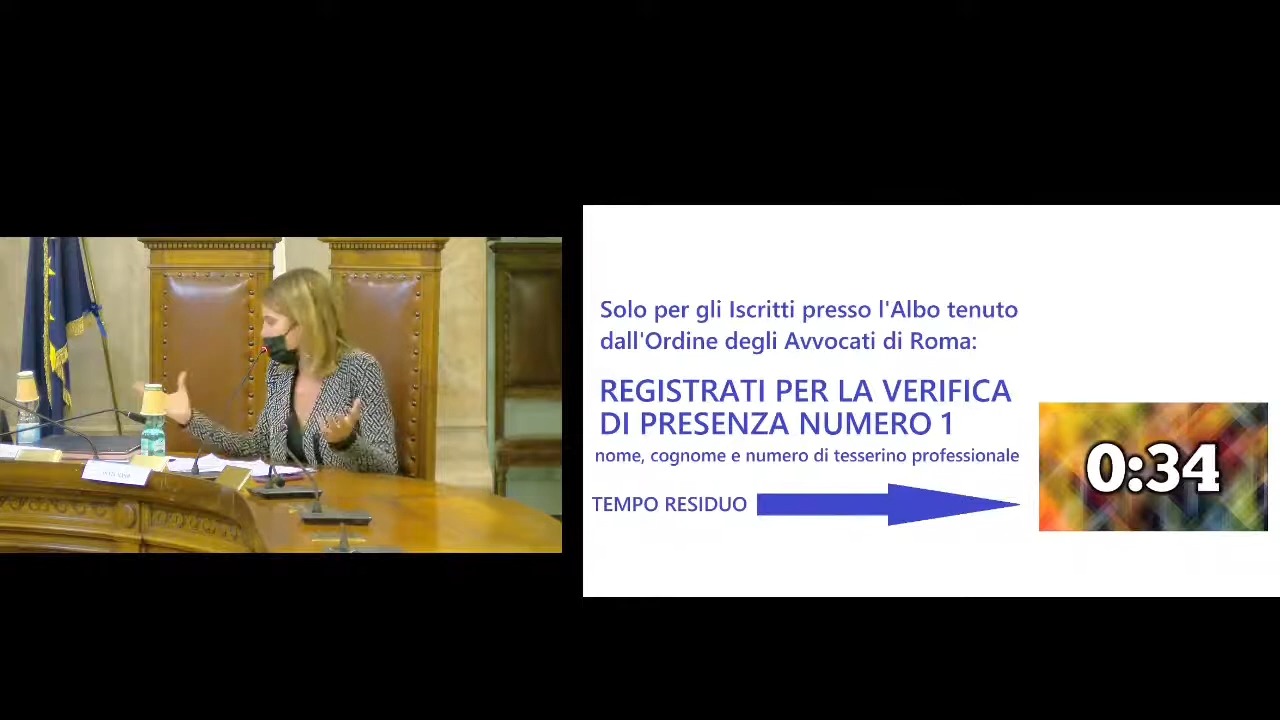 Solo per gli Iscritti presso l'Albo tenuto
dall'Ordine degli Avvocati di Roma:
REGISTRATI PER LA VERIFICA
DI PRESENZA NUMERO 1
nome, cognome e numero di tesserino professionale
TEMPO RESIDUO
0:34